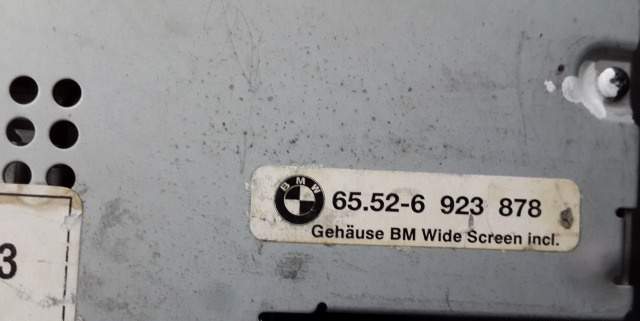 BMW
65.52-6 923 878
Gehäuse BM Wide Screen incl.
3